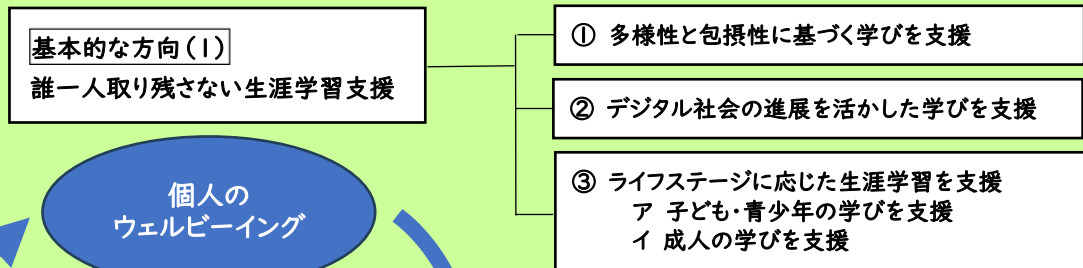 基本的な方向(1)
誰一人取り残さない生涯学習支援
① 多様性と包摂性に基づく学びを支援
② デジタル社会の進展を活かした学びを支援
③ ライフステージに応じた生涯学習を支援
ア 子ども・青少年の学びを支援
イ 成人の学びを支援
個人の
ウェルビーイング